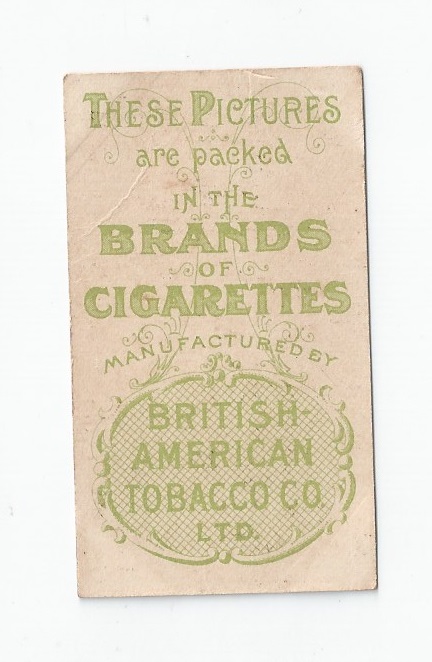 THESE PICTURES
are packed
IN THE
BRANDS
OF
CIGARETTES
MANUFACTURED BY
BRITISH-
AMERICAN
TOBACCO CO.
LTD.